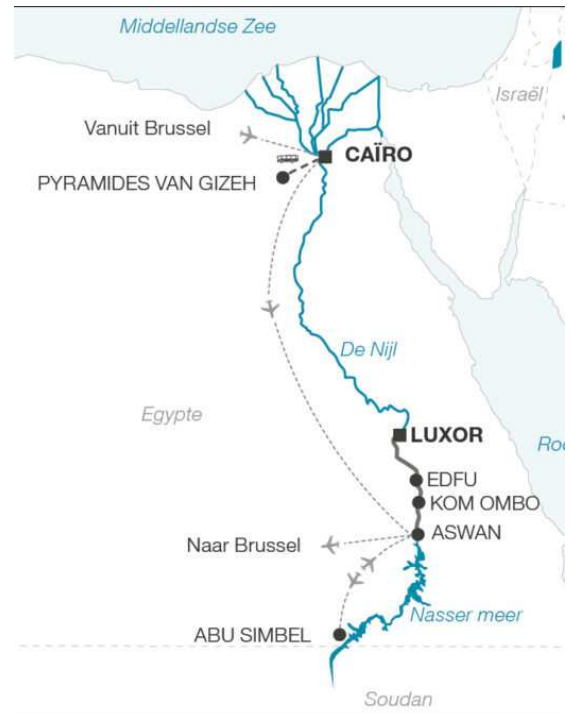 Middellandse Zee
Israël
Vanuit Brussel
CAÏRO
PYRAMIDES VAN GIZEH
De Nijl
Egypte
LUXOR
EDFU
KOM OMBO
ASWAN
Naar Brussel
Nasser meer
ABU SIMBEL
Soudan